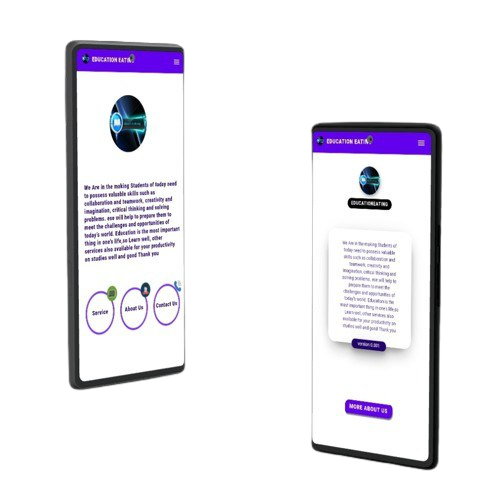 EDUCATION EATING
We Are in the making Students of today need
to possess valuable skills such as
collaboration and teamwork, creativity and
imagination, critical thinking and solving
problems. eso will help to prepare them to
meet the challenges and opportunities of
today's world. Education is the most important
thing in one's life,so Learn well, other
services also available for your productivity
on studies well and good Thank you
Service
About Us
Contact Us
EDUCATION EATING
EDUCATIONEATING
We Are in the making Students of
today need to possess valuable
skills such as collaboration and
teamwork, creativity and
imagination, critical thinking and
solving problems. eso will help to
prepare them to meet the
challenges and opportunities of
today's world. Education is the
most important thing in one's life,so
Learn well, other services also
available for your productivity on
studies well and good Thank you
version 0.001
MORE ABOUT US